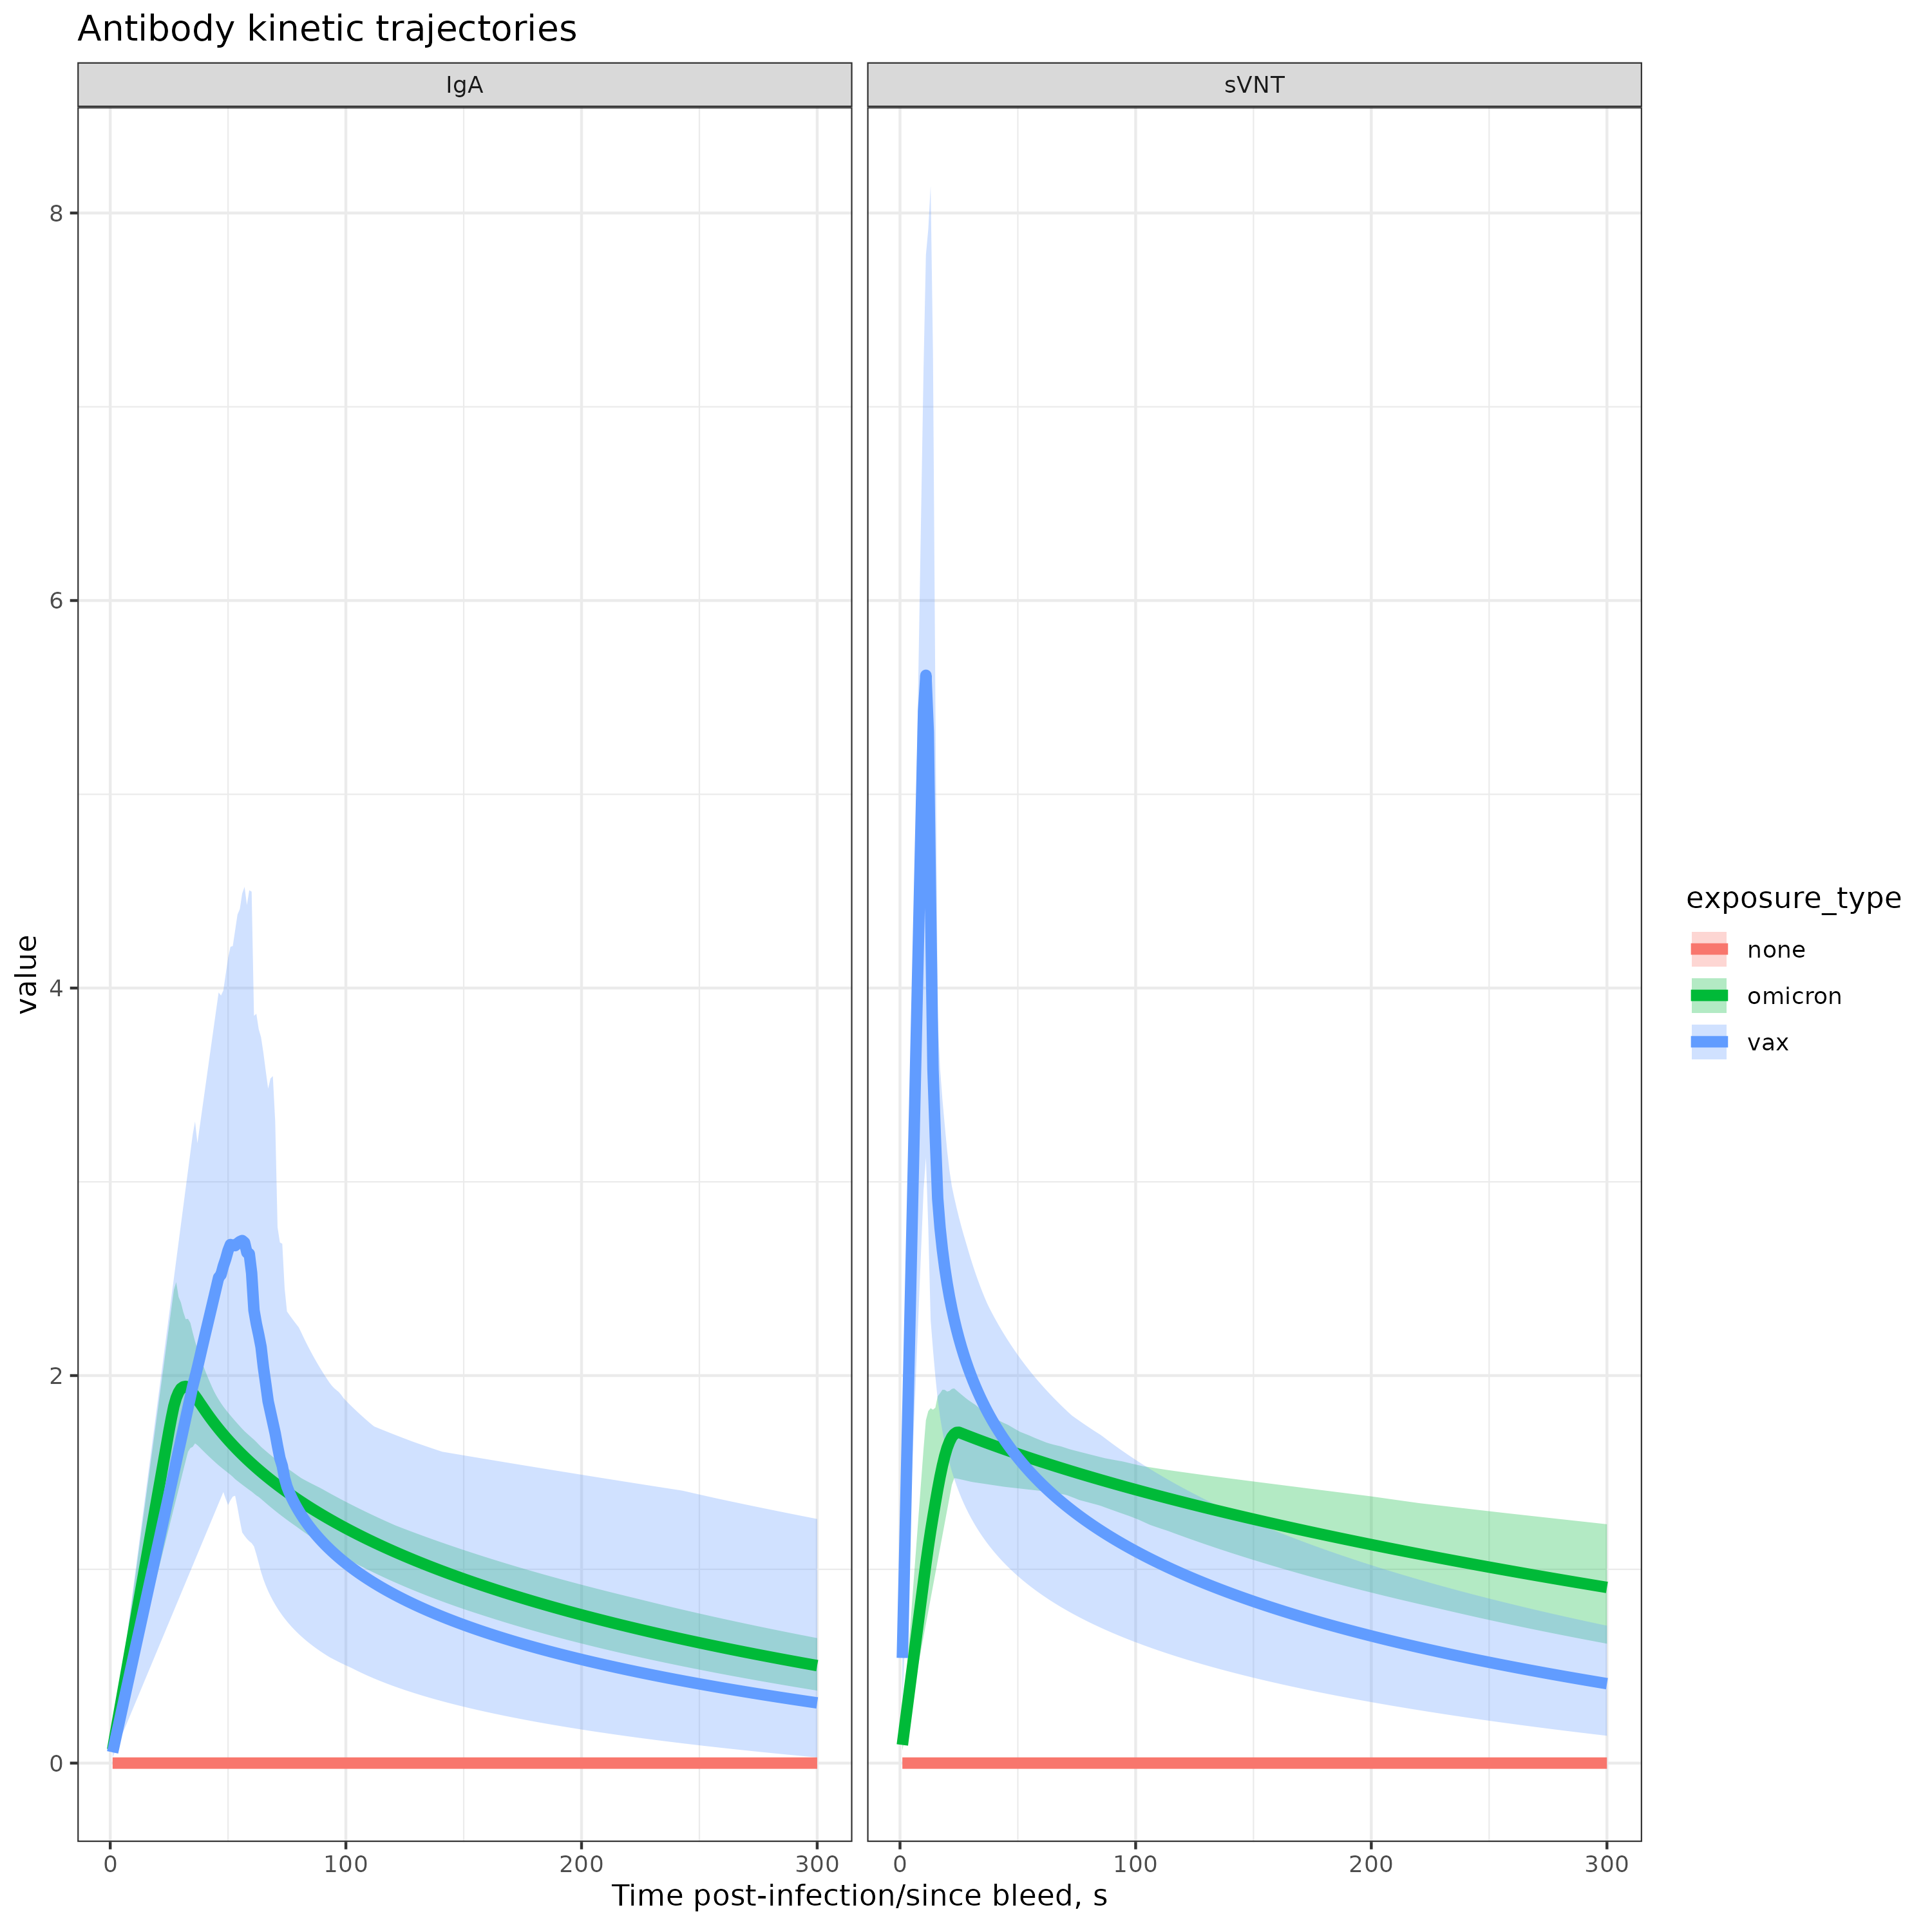 Antibody kinetic trajectories
IgA
sVNT
8
6
4
2
0
value
0
100
200
300
0
100
200
300
Time post-infection/since bleed, s
exposure_type
none
omicron
vax